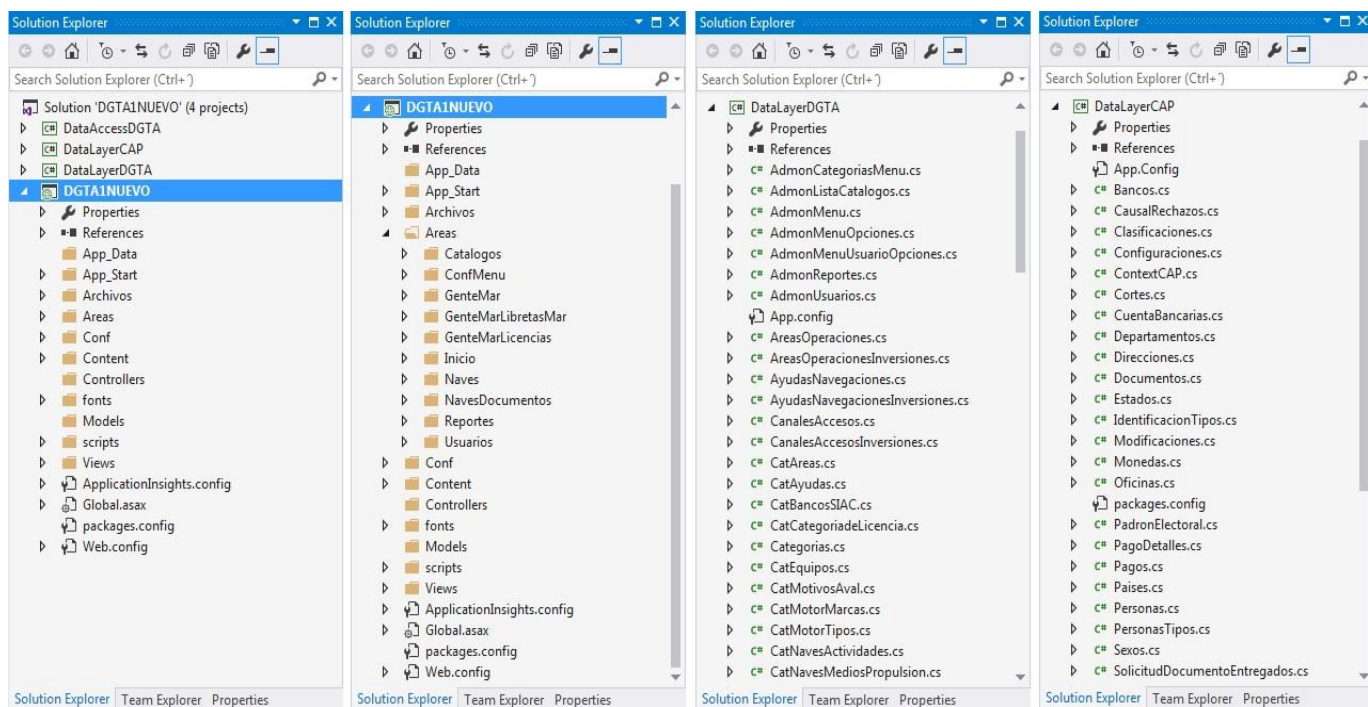 Solution Explorer
Search Solution Explorer (Ctrl+´)
Solution 'DGTA1NUEVO' (4 projects)
DataAccessDGTA
DataLayerCAP
DataLayerDGTA
DGTA1NUEVO
Properties
References
App_Data
App_Start
Archivos
Areas
Conf
Content
Controllers
fonts
Models
scripts
Views
ApplicationInsights.config
Global.asax
packages.config
Web.config
Solution Explorer Team Explorer Properties
Solution Explorer
Search Solution Explorer (Ctrl+´)
DGTA1NUEVO
Properties
References
App_Data
App_Start
Archivos
Areas
Catalogos
ConfMenu
GenteMar
GenteMarLibretasMar
GenteMarLicencias
Inicio
Naves
NavesDocumentos
Reportes
Usuarios
Conf
Content
Controllers
fonts
Models
scripts
Views
ApplicationInsights.config
Global.asax
packages.config
Web.config
Solution Explorer Team Explorer Properties
Solution Explorer
Search Solution Explorer (Ctrl+´)
C# DataLayerDGTA
Properties
References
C# AdmonCategoriasMenu.cs
C# AdmonListaCatalogos.cs
C# AdmonMenu.cs
C# AdmonMenuOpciones.cs
C# AdmonMenuUsuarioOpciones.cs
C# AdmonReportes.cs
C# AdmonUsuarios.cs
App.config
C# AreasOperaciones.cs
C# AreasOperacionesInversiones.cs
C# AyudasNavegaciones.cs
C# AyudasNavegacionesInversiones.cs
C# CanalesAccesos.cs
C# CanalesAccesosInversiones.cs
C# CatAreas.cs
C# CatAyudas.cs
C# CatBancosSIAC.cs
C# CatCategoriadeLicencia.cs
C# Categorias.cs
C# CatEquipos.cs
C# CatMotivosAval.cs
C# CatMotorMarcas.cs
C# CatMotorTipos.cs
C# CatNavesActividades.cs
C# CatNavesMediosPropulsion.cs
Solution Explorer Team Explorer Properties
Solution Explorer
Search Solution Explorer (Ctrl+´)
C# DataLayerCAP
Properties
References
App.Config
C# Bancos.cs
C# CausalRechazos.cs
C# Clasificaciones.cs
C# Configuraciones.cs
C# ContextCAP.cs
C# Cortes.cs
C# CuentaBancarias.cs
C# Departamentos.cs
C# Direcciones.cs
C# Documentos.cs
C# Estados.cs
C# IdentificacionTipos.cs
C# Modificaciones.cs
C# Monedas.cs
C# Oficinas.cs
packages.config
C# PadronElectoral.cs
C# PagoDetalles.cs
C# Pagos.cs
C# Paises.cs
C# Personas.cs
C# PersonasTipos.cs
C# Sexos.cs
C# SolicitudDocumentoEntregados.cs
Solution Explorer Team Explorer Properties